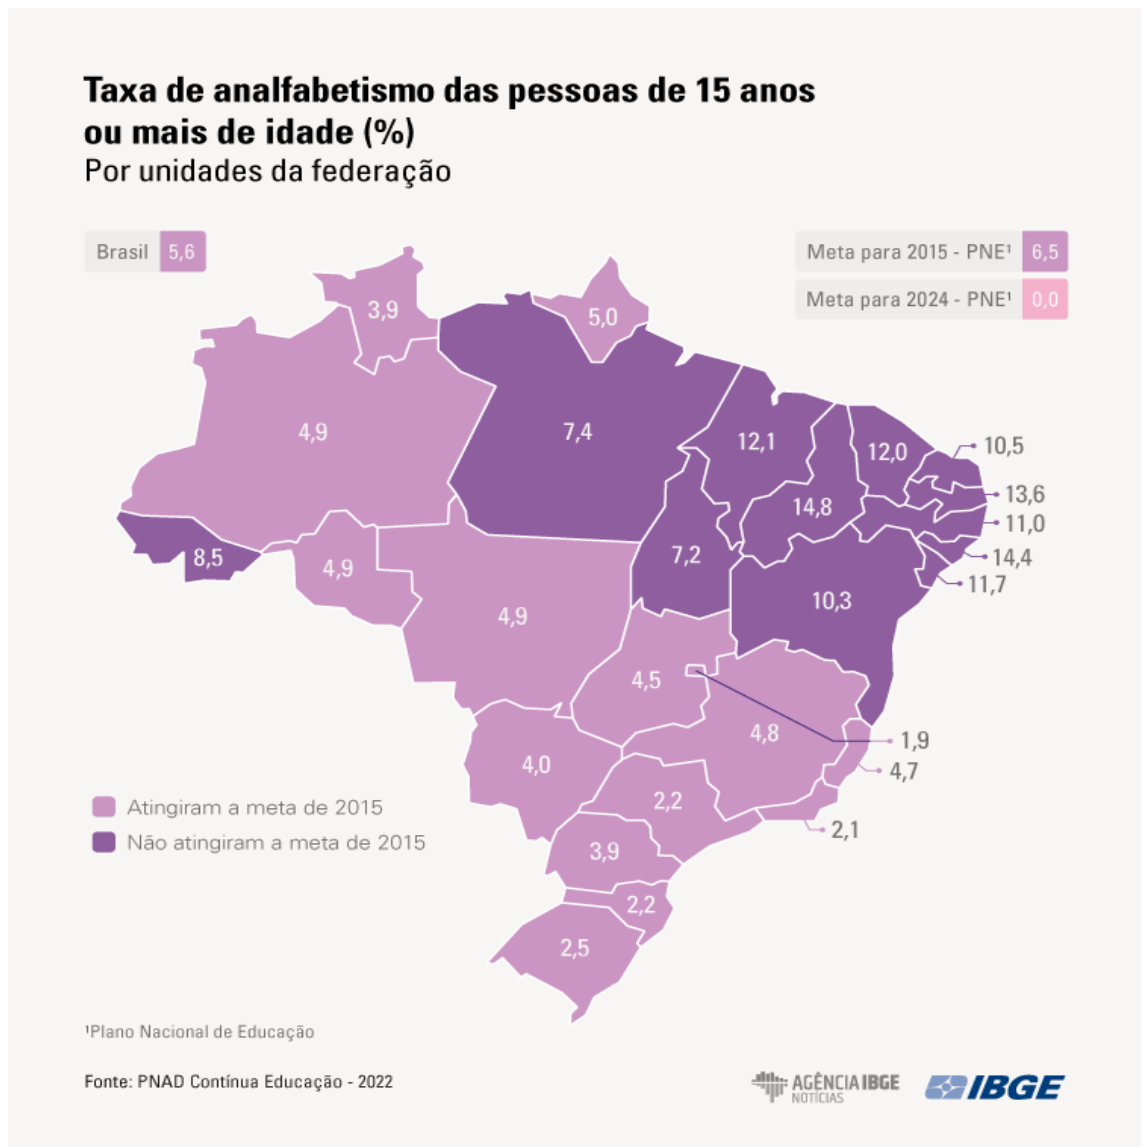 Taxa de analfabetismo das pessoas de 15 anos
ou mais de idade (%)
Por unidades da federação
Brasil 5,6
Meta para 2015 - PNE¹ 6,5
Meta para 2024 - PNE¹ 0,0
3,9
5,0
4,9
7,4
12,1
12,0
10,5
14,8
13,6
11,0
8,5
4,9
7,2
14,4
11,7
4,9
10,3
4,5
4,8
1,9
4,0
4,7
2,2
2,1
Atingiram a meta de 2015
Não atingiram a meta de 2015
3,9
2,2
2,5
¹Plano Nacional de Educação
Fonte: PNAD Contínua Educação - 2022
AGÊNCIA IBGE
NOTÍCIAS
IBGE